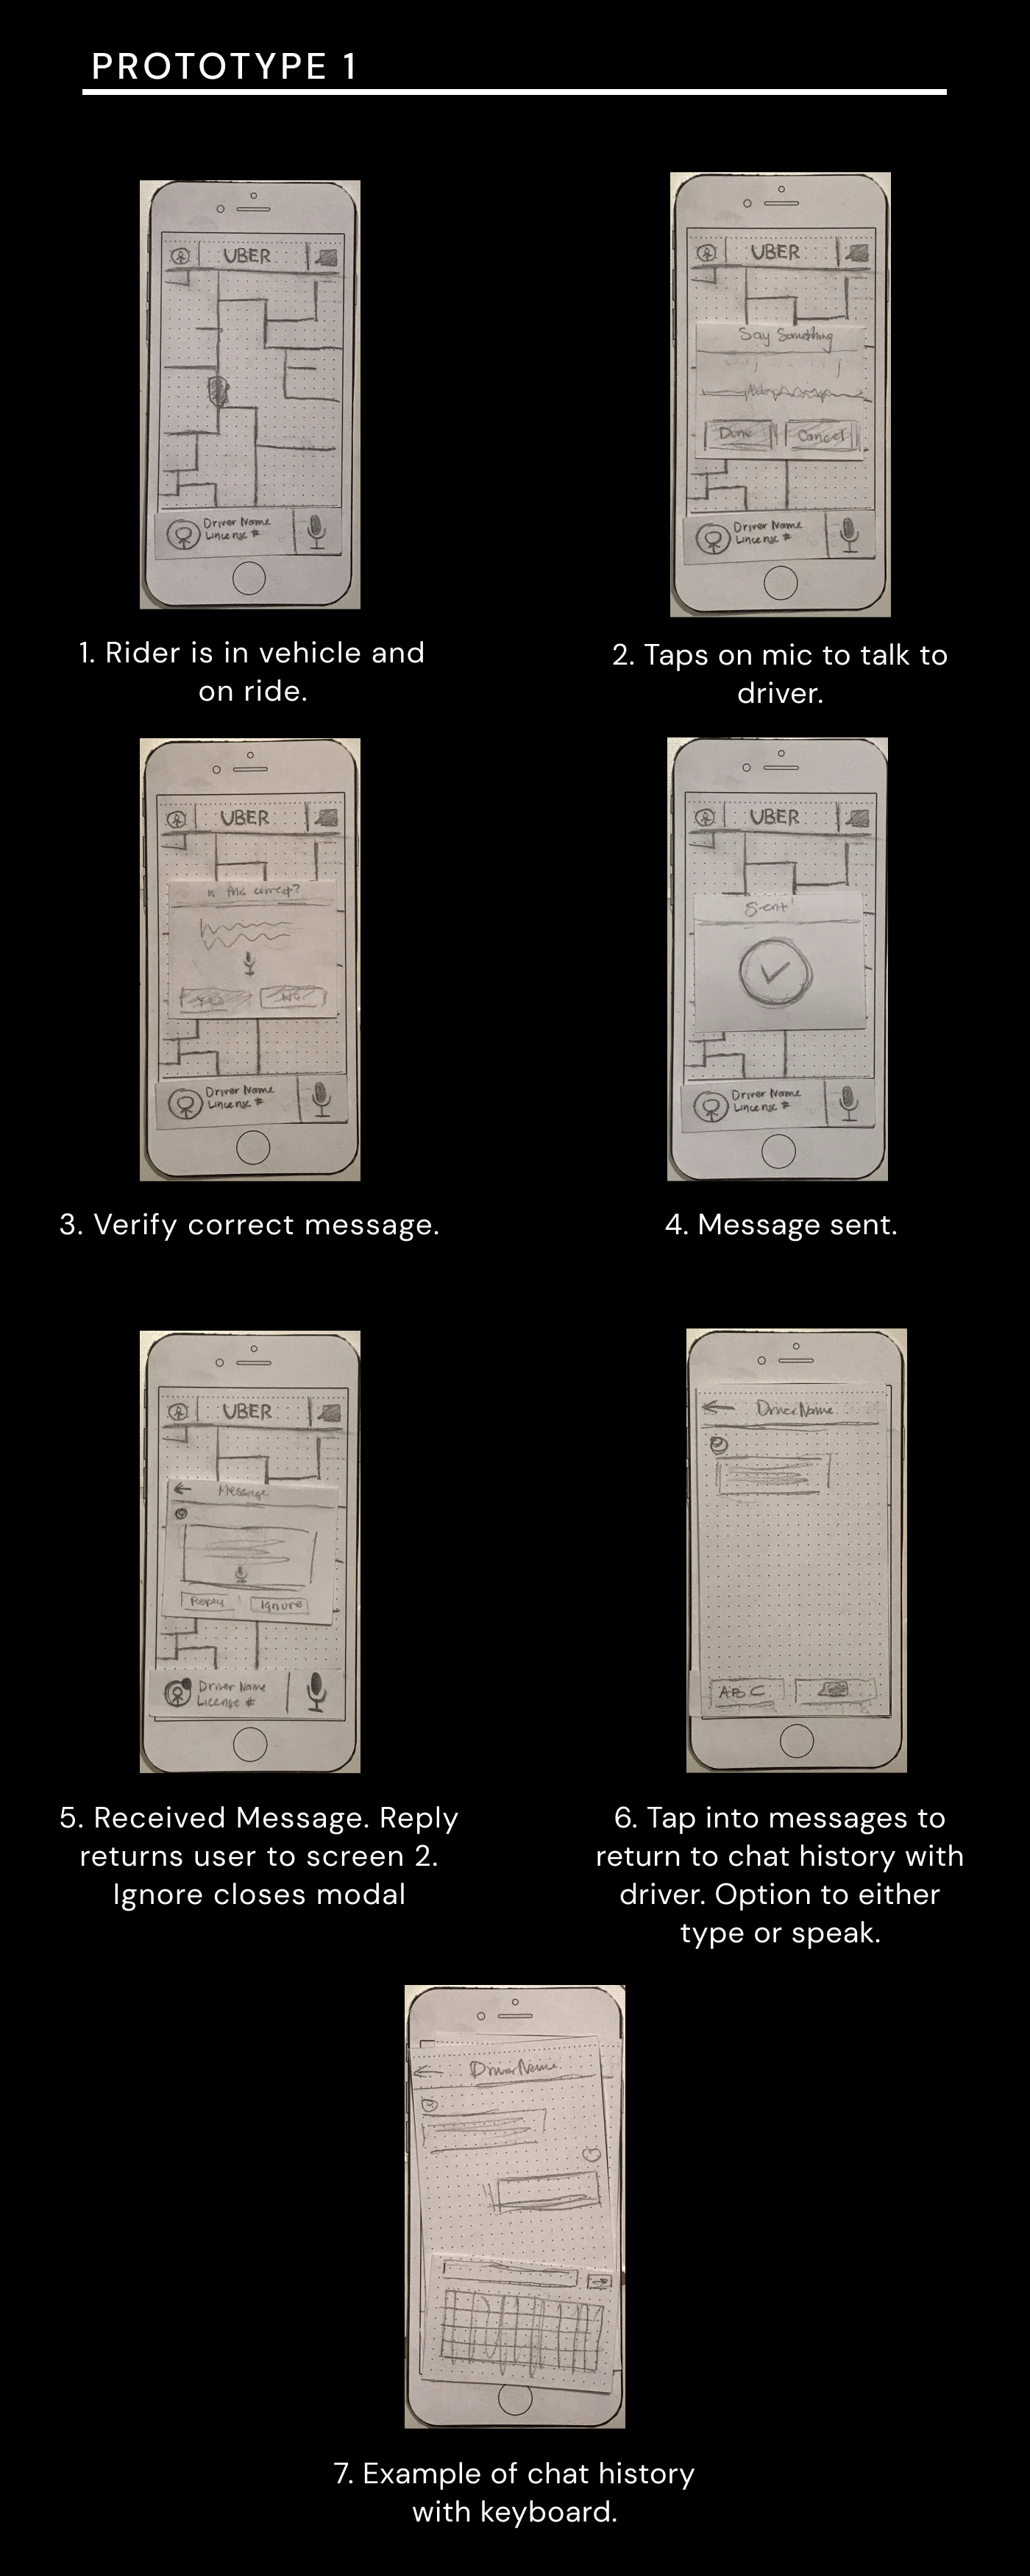 PROTOTYPE 1
UBER
Driver Name
Lincense #
1. Rider is in vehicle and
on ride.
UBER
Say Something
Done
Cancel
Driver Name
Lincense #
2. Taps on mic to talk to
driver.
UBER
is this correct?
Yes
No
Driver Name
Lincense #
3. Verify correct message.
UBER
Sent!
Driver Name
Lincense #
4. Message sent.
UBER
Message
Reply
Ignore
Driver Name
License #
5. Received Message. Reply
returns user to screen 2.
Ignore closes modal
Driver Name
ABC
6. Tap into messages to
return to chat history with
driver. Option to either
type or speak.
Driver Name
7. Example of chat history
with keyboard.